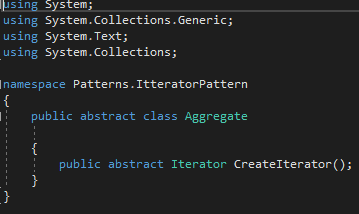 using System;
using System.Collections.Generic;
using System.Text;
using System.Collections;
namespace Patterns.ItteratorPattern
{
public abstract class Aggregate
{
public abstract Iterator CreateIterator();
}
}